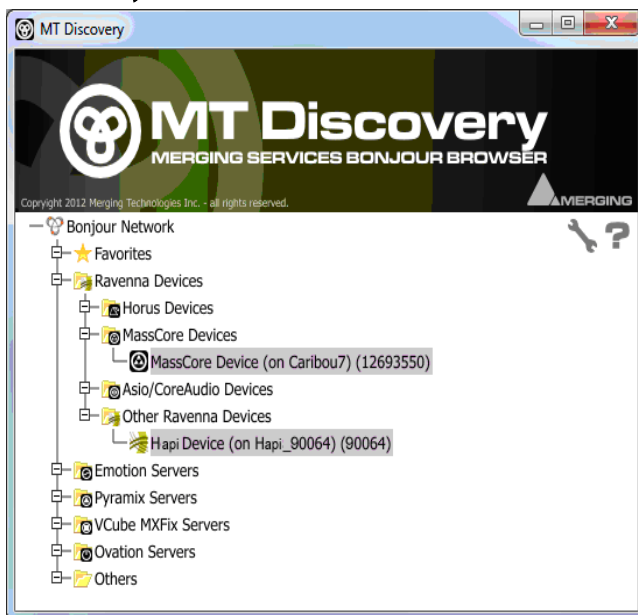 MT Discovery
MT Discovery
MERGING SERVICES BONJOUR BROWSER
Copyright 2012 Merging Technologies Inc. - all rights reserved.
MERGING
Bonjour Network
Favorites
Ravenna Devices
Horus Devices
MassCore Devices
MassCore Device (on Caribou7) (12693550)
Asio/CoreAudio Devices
Other Ravenna Devices
Hapi Device (on Hapi_90064) (90064)
Emotion Servers
Pyramix Servers
VCube MXFix Servers
Ovation Servers
Others